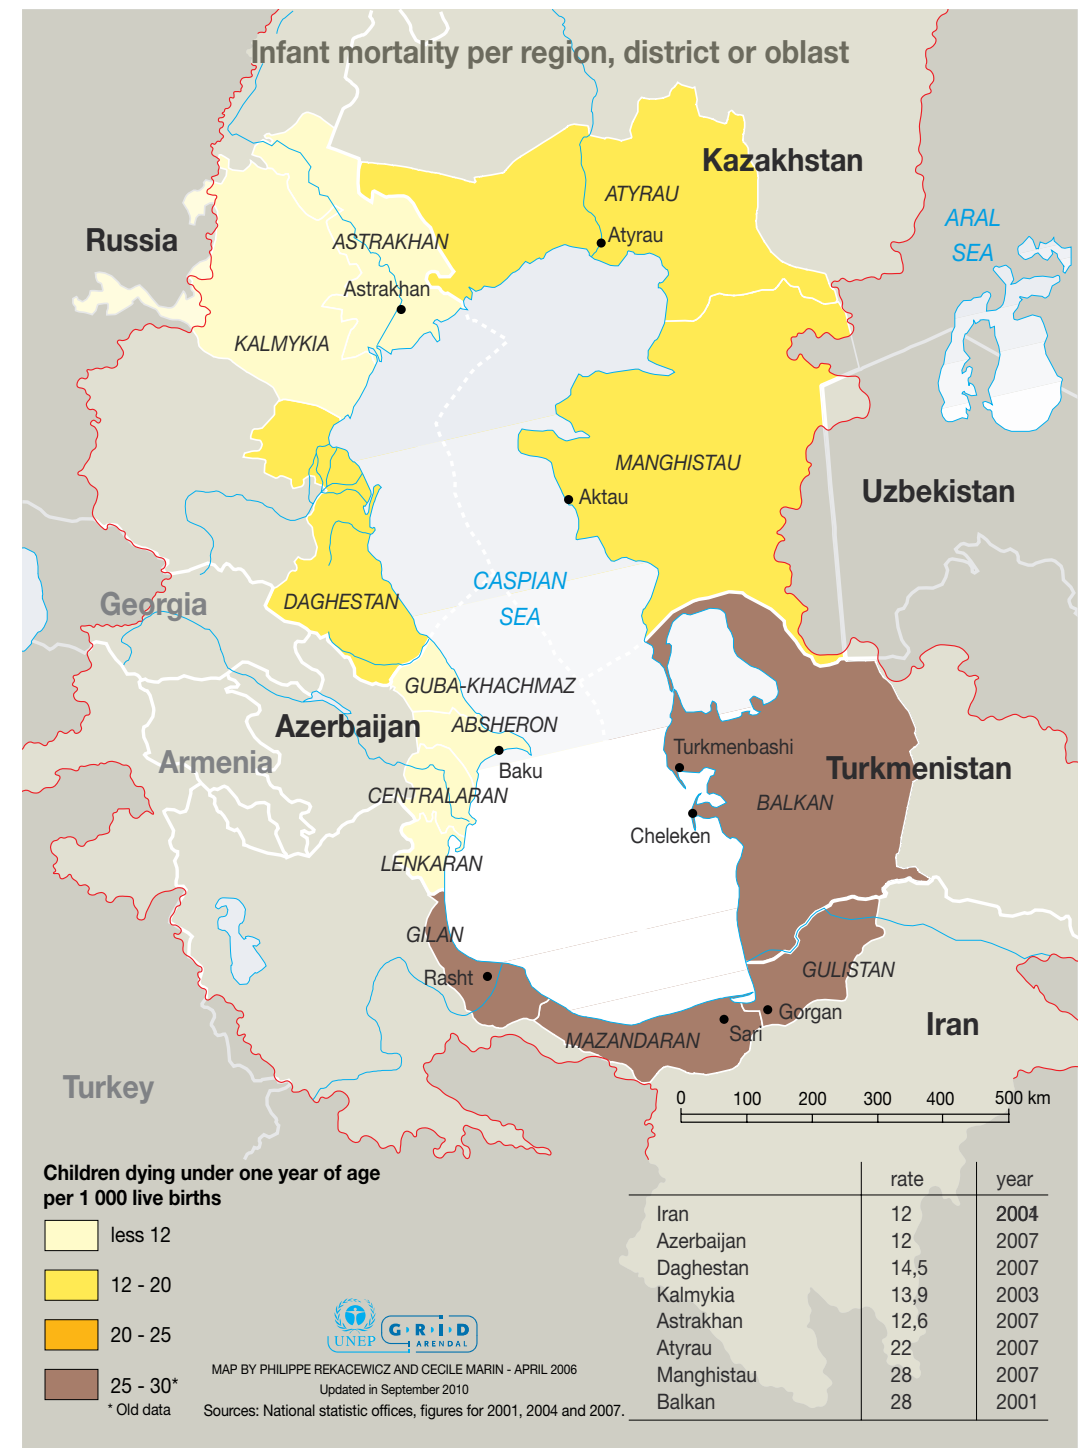 Infant mortality per region, district or oblast
Kazakhstan
ATYRAU
ARAL
SEA
Russia
ASTRAKHAN
Atyrau
Astrakhan
KALMYKIA
MANGHISTAU
Uzbekistan
Aktau
CASPIAN
SEA
Georgia
DAGHESTAN
GUBA-KHACHMAZ
Azerbaijan
ABSHERON
Armenia
Baku
Turkmenbashi
Turkmenistan
CENTRALARAN
BALKAN
Cheleken
LENKARAN
GILAN
Rasht
GULISTAN
Gorgan
Iran
MAZANDARAN
Sari
Turkey
0 100 200 300 400 500 km
Children dying under one year of age
per 1 000 live births
less 12
12 - 20
20 - 25
25 - 30*
* Old data
UNEP
G·R·I·D
ARENDAL
MAP BY PHILIPPE REKACEWICZ AND CECILE MARIN - APRIL 2006
Updated in September 2010
Sources: National statistic offices, figures for 2001, 2004 and 2007.
rate year
Iran 12
Azerbaijan 12 2007
Daghestan 14,5 2007
Kalmykia 13,9 2003
Astrakhan 12,6 2007
Atyrau 22 2007
Manghistau 28 2007
Balkan 28 2001